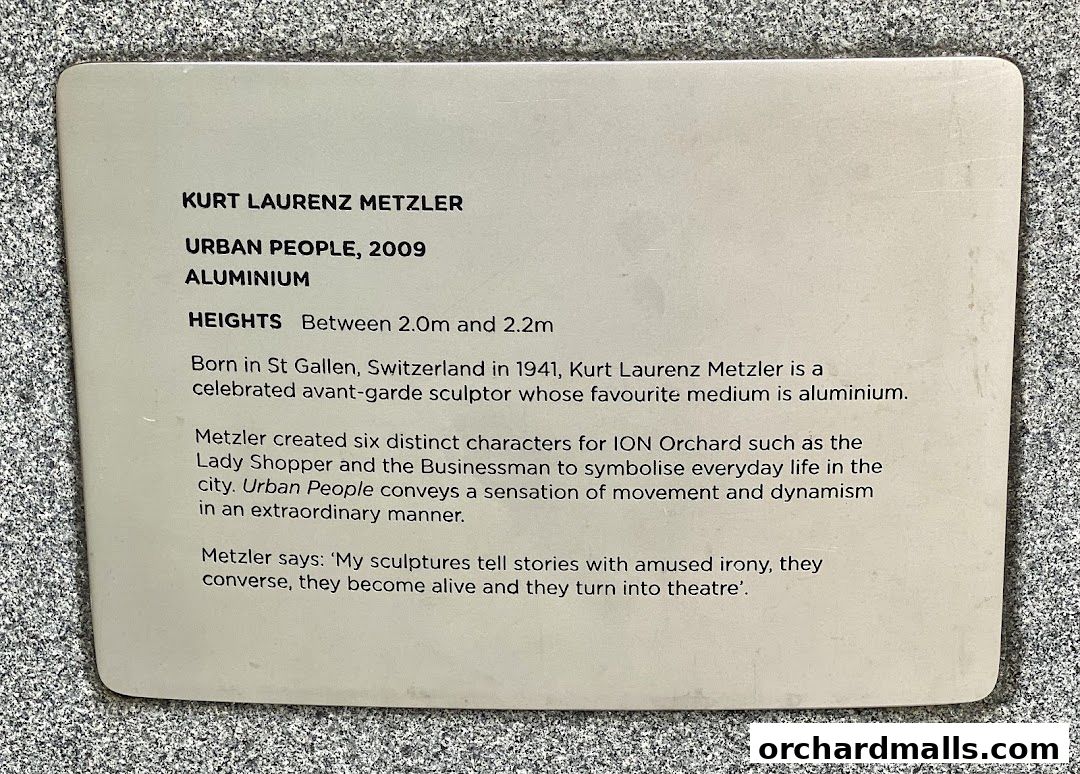 KURT LAURENZ METZLER
URBAN PEOPLE, 2009
ALUMINIUM
HEIGHTS Between 2.0m and 2.2m
Born in St Gallen, Switzerland in 1941, Kurt Laurenz Metzler is a
celebrated avant-garde sculptor whose favourite medium is aluminium.
Metzler created six distinct characters for ION Orchard such as the
Lady Shopper and the Businessman to symbolise everyday life in the
city. Urban People conveys a sensation of movement and dynamism
in an extraordinary manner.
Metzler says: ‘My sculptures tell stories with amused irony, they
converse, they become alive and they turn into theatre’.
orchardmalls.com